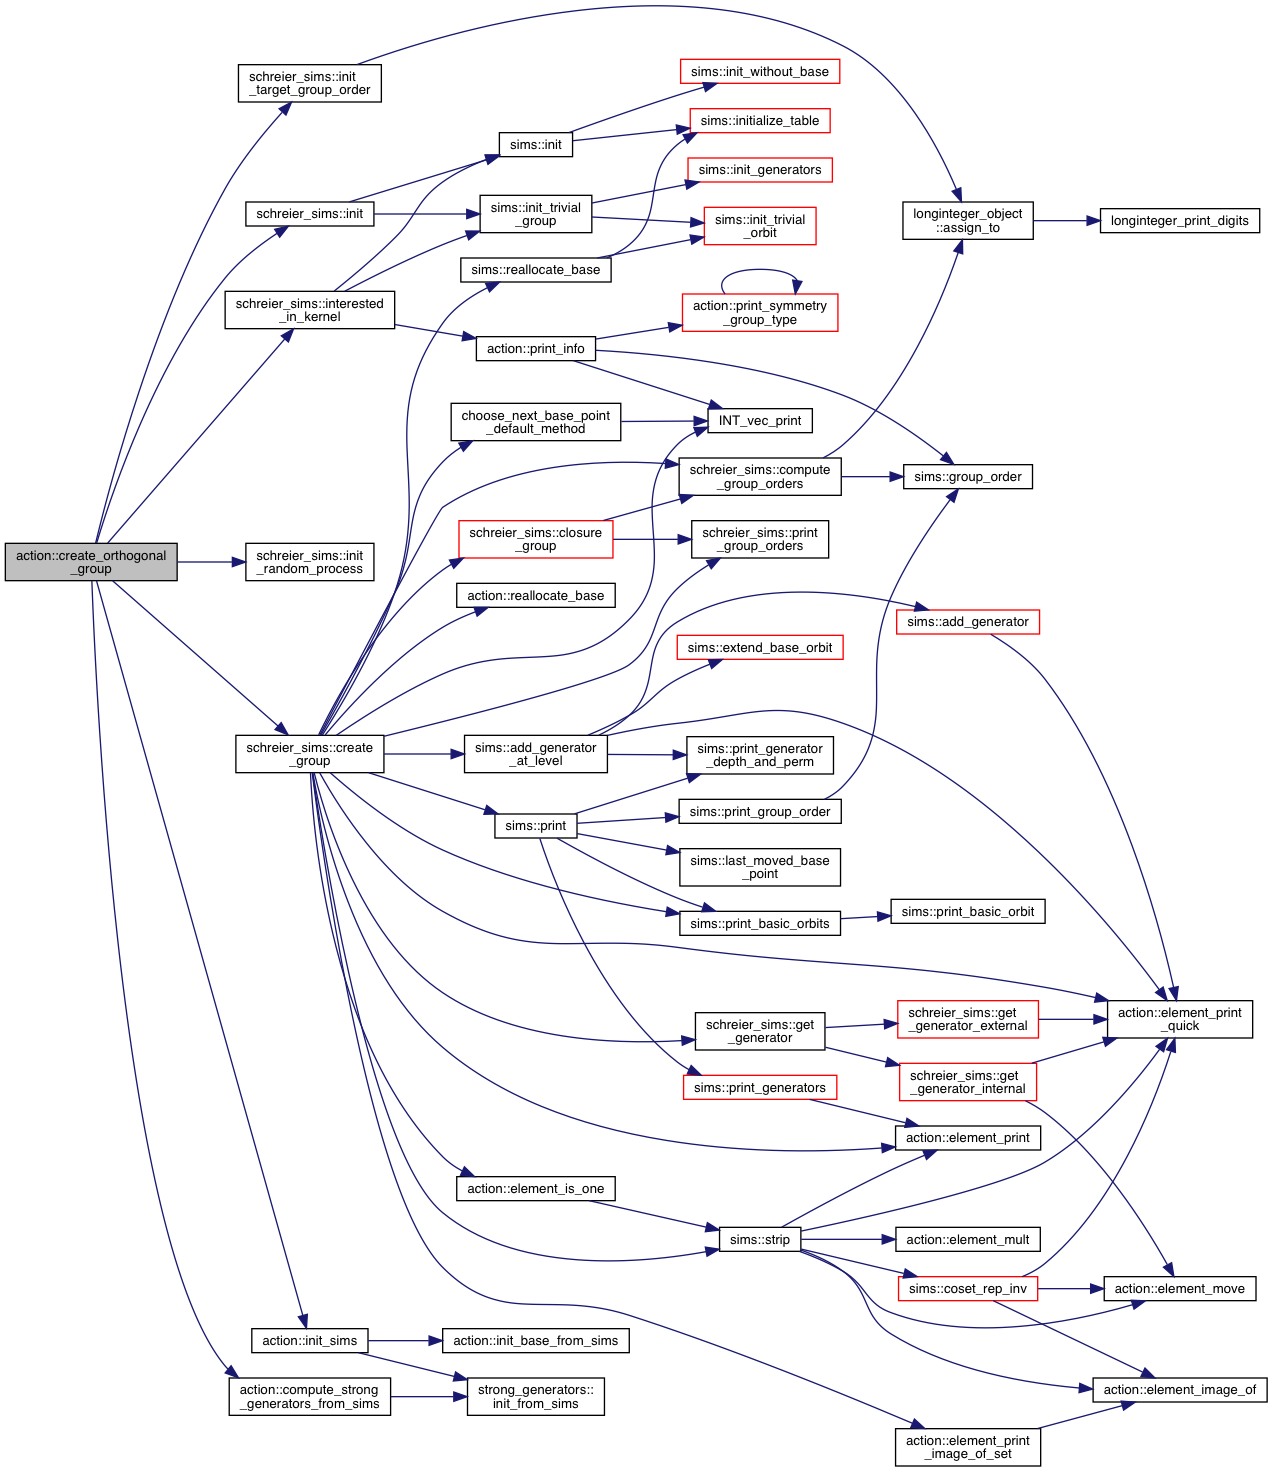 action::create_orthogonal
_group
schreier_sims::init
_target_group_order
schreier_sims::init
schreier_sims::interested
_in_kernel
schreier_sims::init
_random_process
schreier_sims::create
_group
action::init_sims
action::compute_strong
_generators_from_sims
sims::init
sims::init_trivial
_group
sims::reallocate_base
action::print_info
choose_next_base_point
_default_method
schreier_sims::closure
_group
action::reallocate_base
sims::add_generator
_at_level
sims::print
action::element_is_one
action::init_base_from_sims
strong_generators::
init_from_sims
sims::init_without_base
sims::initialize_table
sims::init_generators
sims::init_trivial
_orbit
action::print_symmetry
_group_type
INT_vec_print
schreier_sims::compute
_group_orders
schreier_sims::print
_group_orders
sims::extend_base_orbit
sims::print_generator
_depth_and_perm
sims::print_group_order
sims::last_moved_base
_point
sims::print_basic_orbits
schreier_sims::get
_generator
sims::print_generators
sims::strip
longinteger_object
::assign_to
sims::group_order
sims::add_generator
sims::print_basic_orbit
schreier_sims::get
_generator_external
schreier_sims::get
_generator_internal
action::element_print
action::element_mult
sims::coset_rep_inv
action::element_print
_image_of_set
longinteger_print_digits
action::element_print
_quick
action::element_move
action::element_image_of